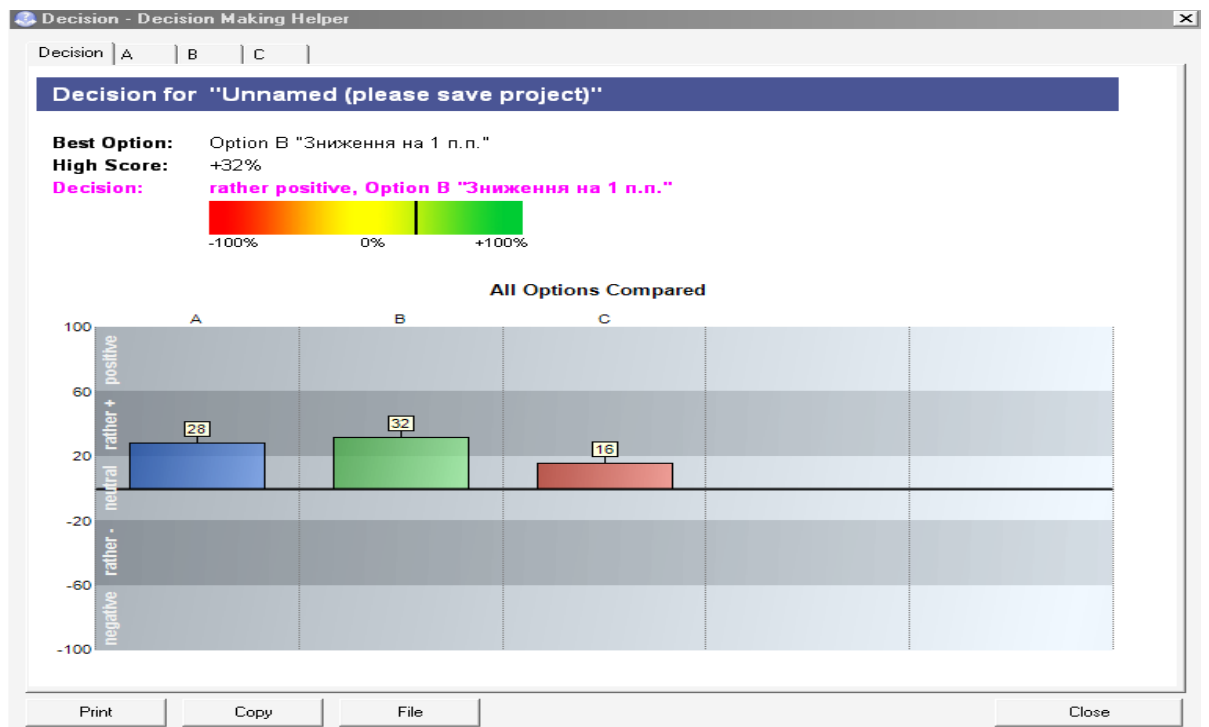 Decision - Decision Making Helper
Decision A B C
Decision for "Unnamed (please save project)"
Best Option: Option B "Зниження на 1 п.п."
High Score: +32%
Decision: rather positive, Option B "Зниження на 1 п.п."
-100% 0% +100%
All Options Compared
A B C
100
positive
60
rather +
28 32 16
20
neutral
-20
rather -
-60
negative
-100
Print Copy File Close